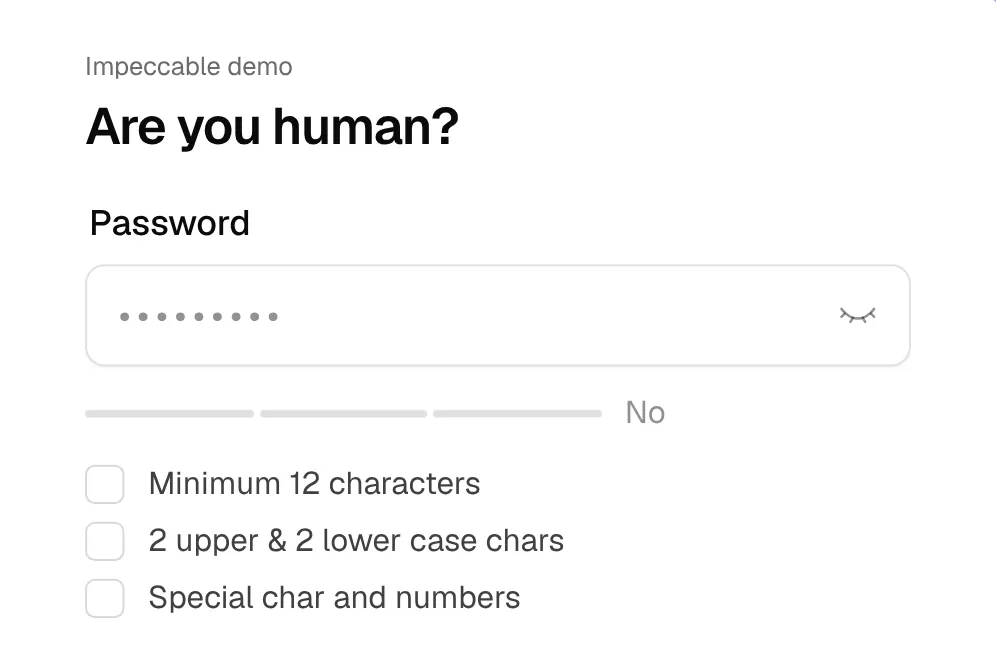 Impeccable demo
Are you human?
Password
•••••••••
No
Minimum 12 characters
2 upper & 2 lower case chars
Special char and numbers